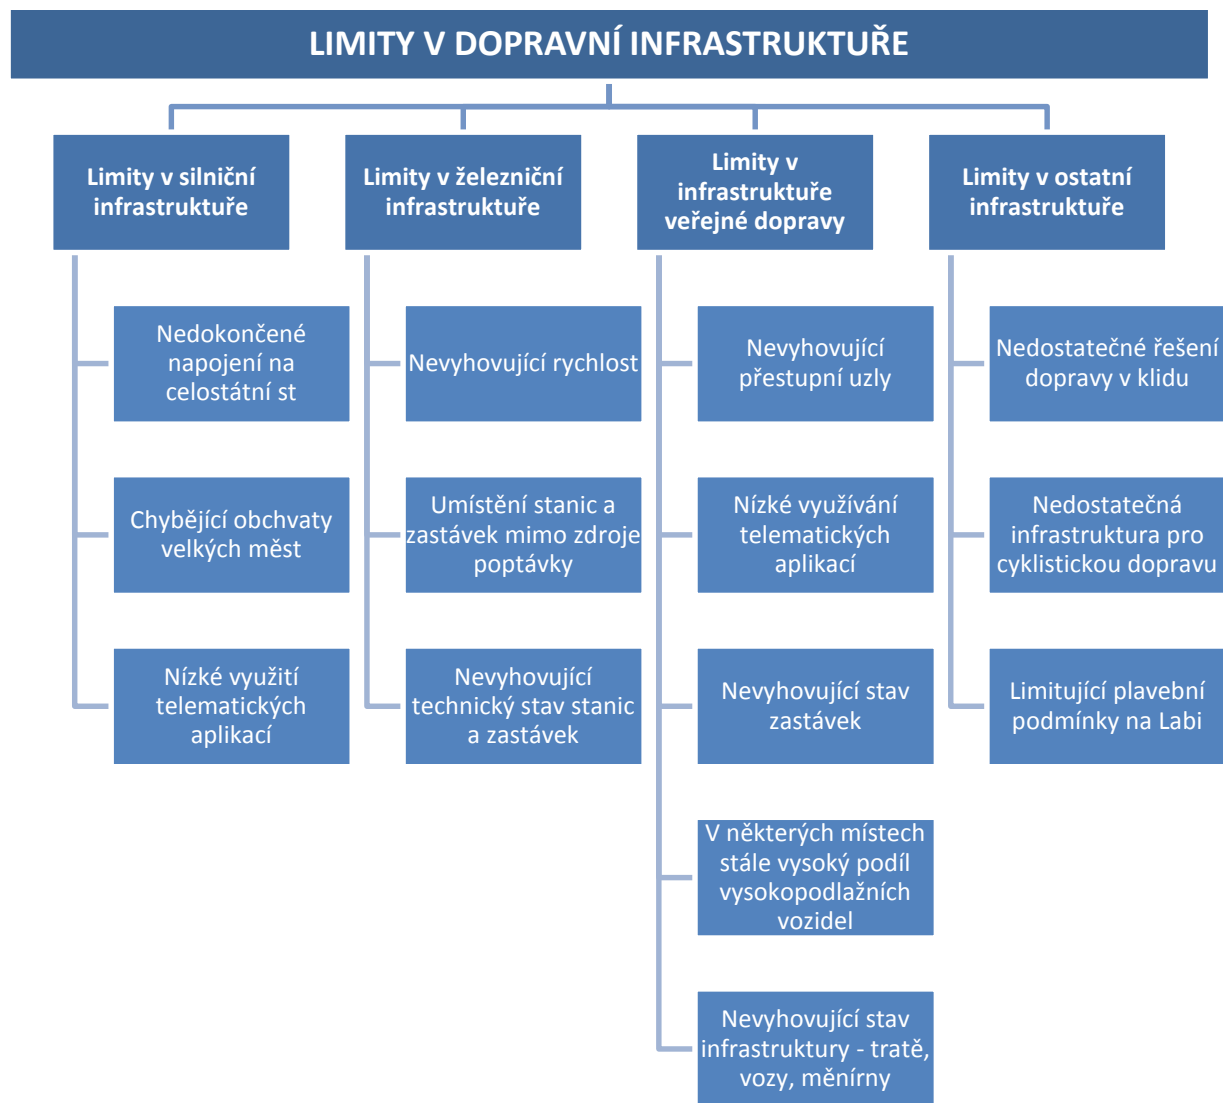 LIMITY V DOPRAVNÍ INFRASTRUKTUŘE
Limity v silniční
infrastruktuře
Nedokončené
napojení na
celostátní st
Chybějící obchvaty
velkých měst
Nízké využití
telematických
aplikací
Limity v železniční
infrastruktuře
Nevyhovující rychlost
Umístění stanic a
zastávek mimo zdroje
poptávky
Nevyhovující
technický stav stanic
a zastávek
Limity v
infrastruktuře
veřejné dopravy
Nevyhovující
přestupní uzly
Nízké využívání
telematických
aplikací
Nevyhovující stav
zastávek
V některých místech
stále vysoký podíl
vysokopodlažních
vozidel
Nevyhovující stav
infrastruktury - tratě,
vozy, měnírny
Limity v ostatní
infrastruktuře
Nedostatečné řešení
dopravy v klidu
Nedostatečná
infrastruktura pro
cyklistickou dopravu
Limitující plavební
podmínky na Labi